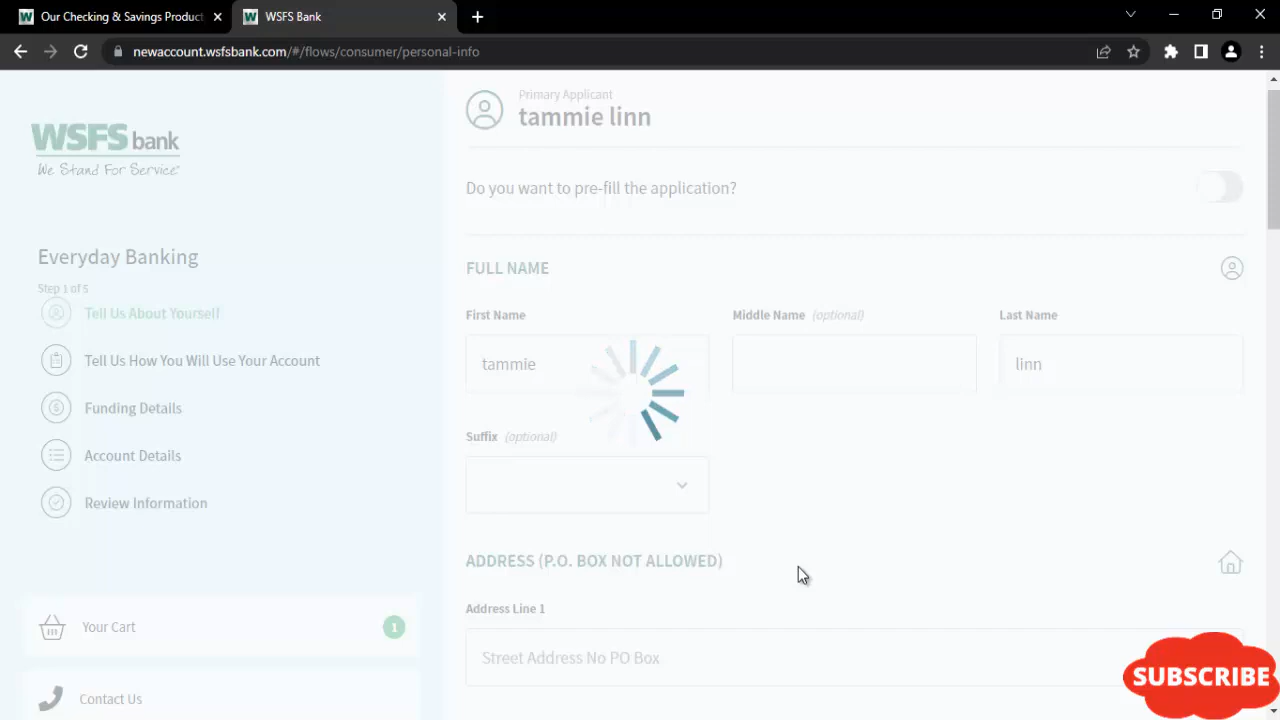 Our Checking & Savings Product
WSFS Bank
newaccount.wsfsbank.com/#/flows/consumer/personal-info
WSFS bank
We Stand For Service
Everyday Banking
Step 1 of 5
Tell Us About Yourself
Tell Us How You Will Use Your Account
Funding Details
Account Details
Review Information
Your Cart
1
Contact Us
Primary Applicant
tammie linn
Do you want to pre-fill the application?
FULL NAME
First Name
Middle Name (optional)
Last Name
tammie
linn
Suffix (optional)
ADDRESS (P.O. BOX NOT ALLOWED)
Address Line 1
Street Address No PO Box
SUBSCRIBE